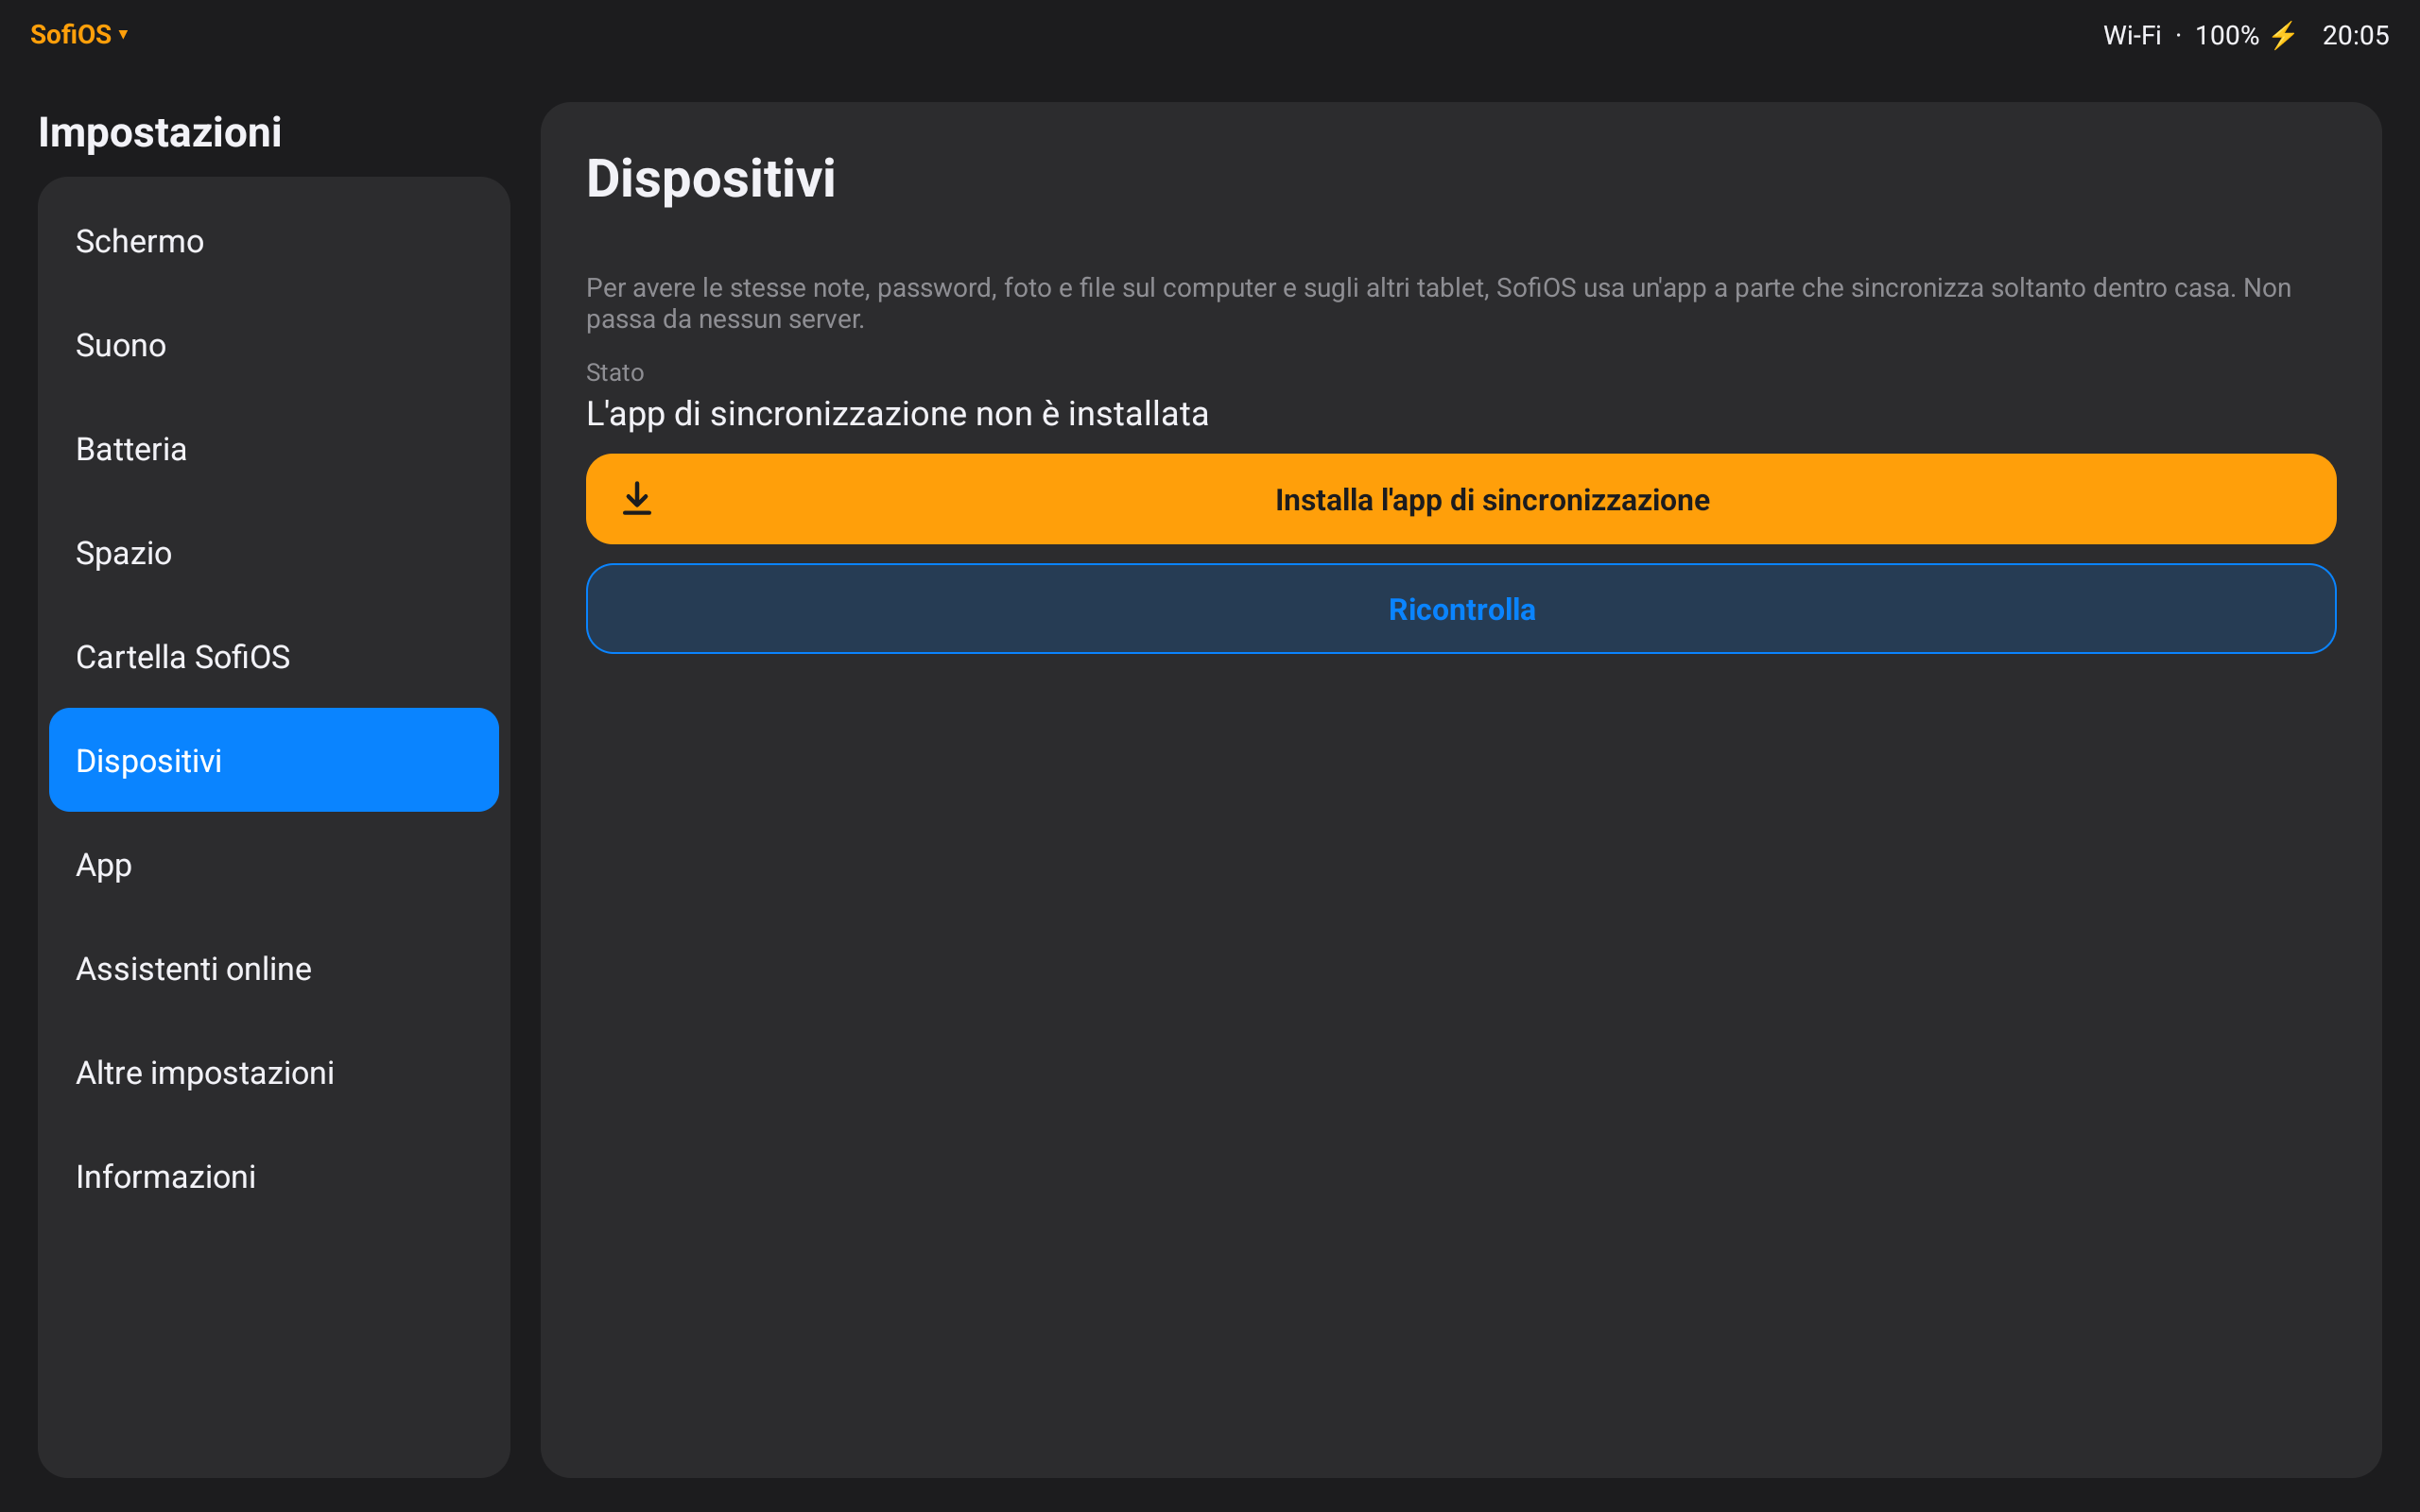 SofiOS ▾
Wi-Fi · 100% ⚡ 20:05
Impostazioni
Schermo
Suono
Batteria
Spazio
Cartella SofiOS
Dispositivi
App
Assistenti online
Altre impostazioni
Informazioni
Dispositivi
Per avere le stesse note, password, foto e file sul computer e sugli altri tablet, SofiOS usa un'app a parte che sincronizza soltanto dentro casa. Non
passa da nessun server.
Stato
L'app di sincronizzazione non è installata
Installa l'app di sincronizzazione
Ricontrolla